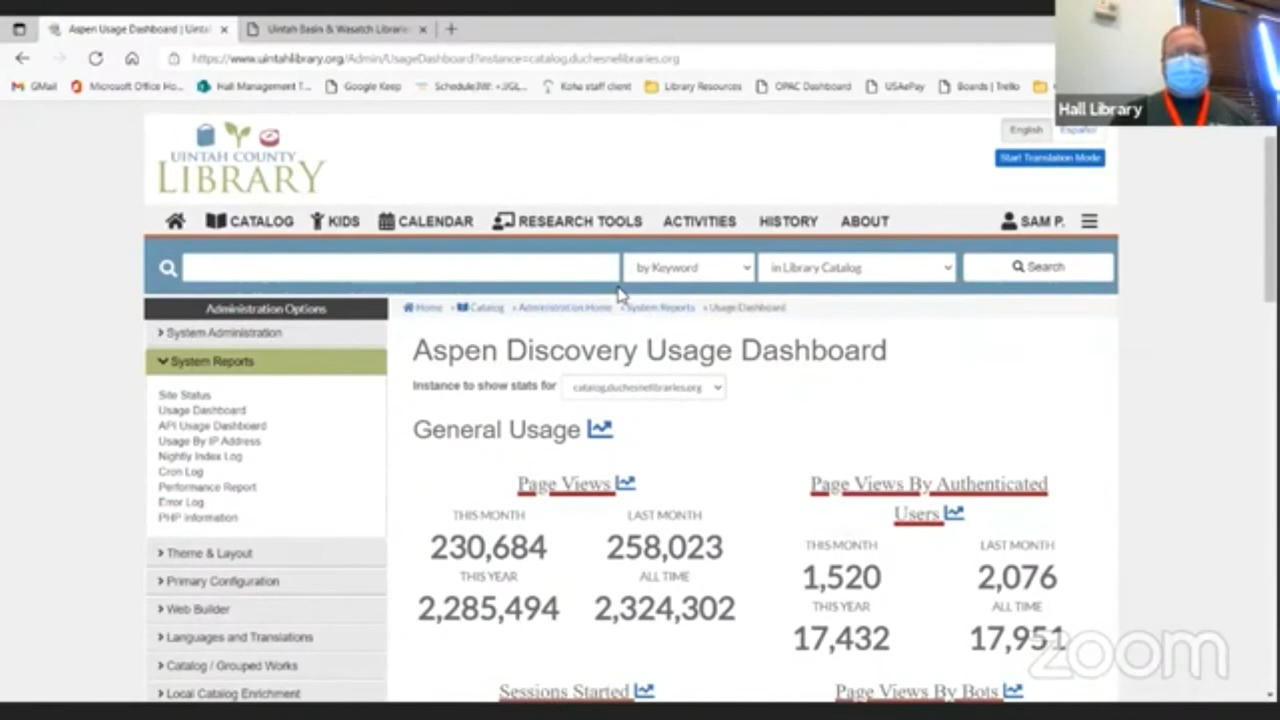 Aspen Usage Dashboard | Uinta
Uintah Basin & Wasatch Librarie
https://www.uintahlibrary.org/Admin/UsageDashboard?instance=catalog.duchesnelibraries.org
GMail Microsoft Office Ho... Hall Management T... Google Keep Koha staff client Library Resources OPAC Dashboard USAePay Boards | Trello
Hall Library
English Español
Start Translation Mode
UINTAH COUNTY
LIBRARY
CATALOG KIDS CALENDAR RESEARCH TOOLS ACTIVITIES HISTORY ABOUT SAM P.
by Keyword in Library Catalog Search
Administration Options
Home Catalog Administration Home System Reports Usage Dashboard
System Administration
System Reports
Site Status
Usage Dashboard
API Usage Dashboard
Usage By IP Address
Nightly Index Log
Cron Log
Performance Report
Error Log
PHP Information
Theme & Layout
Primary Configuration
Web Builder
Languages and Translations
Catalog / Grouped Works
Local Catalog Enrichment
Aspen Discovery Usage Dashboard
Instance to show stats for catalog.duchesnelibraries.org
General Usage
Page Views
THIS MONTH LAST MONTH
230,684 258,023
THIS YEAR ALL TIME
2,285,494 2,324,302
Page Views By Authenticated
Users
THIS MONTH LAST MONTH
1,520 2,076
THIS YEAR ALL TIME
17,432 17,951
Sessions Started
Page Views By Bots
zoom